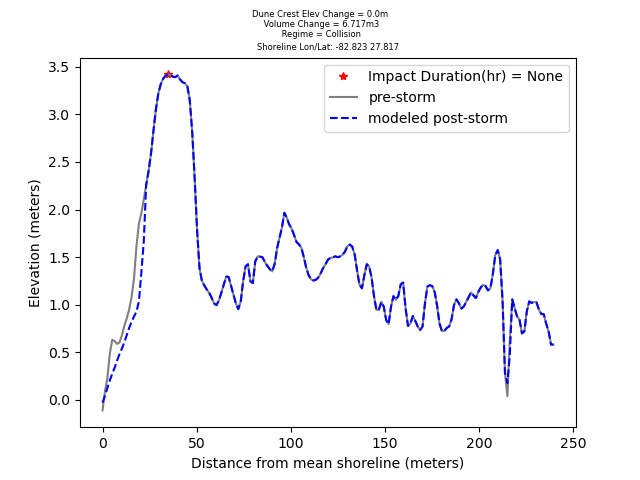 Dune Crest Elev Change = 0.0m
Volume Change = 6.717m3
Regime = Collision
Shoreline Lon/Lat: -82.823 27.817
Impact Duration(hr) = None
pre-storm
modeled post-storm
3.5
3.0
2.5
2.0
1.5
1.0
0.5
0.0
Elevation (meters)
0
50
100
150
200
250
Distance from mean shoreline (meters)